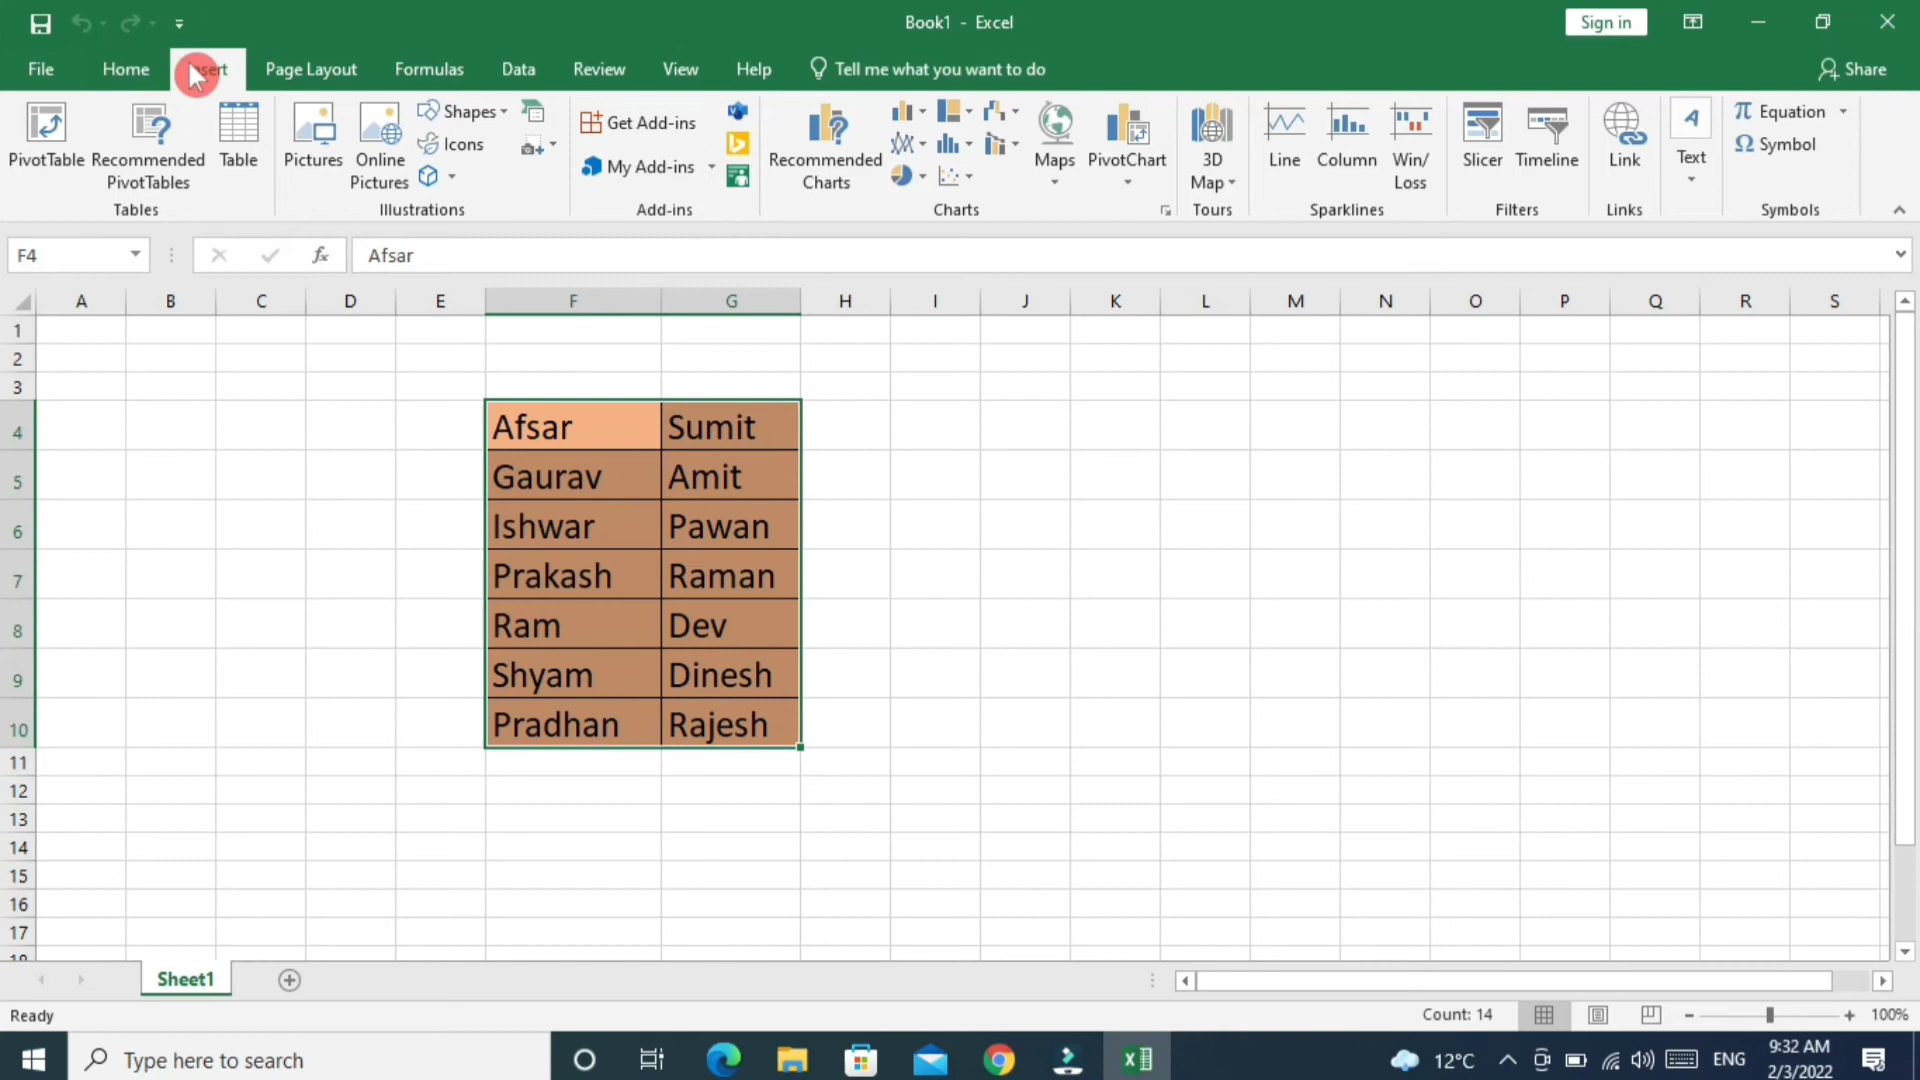 Book1 - Excel
Sign in
File Home Insert Page Layout Formulas Data Review View Help Tell me what you want to do Share
PivotTable
Recommended PivotTables
Table
Tables
Pictures
Online Pictures
Shapes
Icons
Illustrations
Get Add-ins
My Add-ins
Add-ins
Recommended Charts
Maps
PivotChart
Charts
3D Map
Tours
Line
Column
Win/ Loss
Sparklines
Slicer
Timeline
Filters
Link
Links
A
Text
π Equation
Ω Symbol
Symbols
F4 fx Afsar
A B C D E F G H I J K L M N O P Q R S
1
2
3
4 Afsar Sumit
5 Gaurav Amit
6 Ishwar Pawan
7 Prakash Raman
8 Ram Dev
9 Shyam Dinesh
10 Pradhan Rajesh
11
12
13
14
15
16
17
18
Sheet1
Ready Count: 14 100%
Type here to search 12°C ENG 9:32 AM
2/3/2022